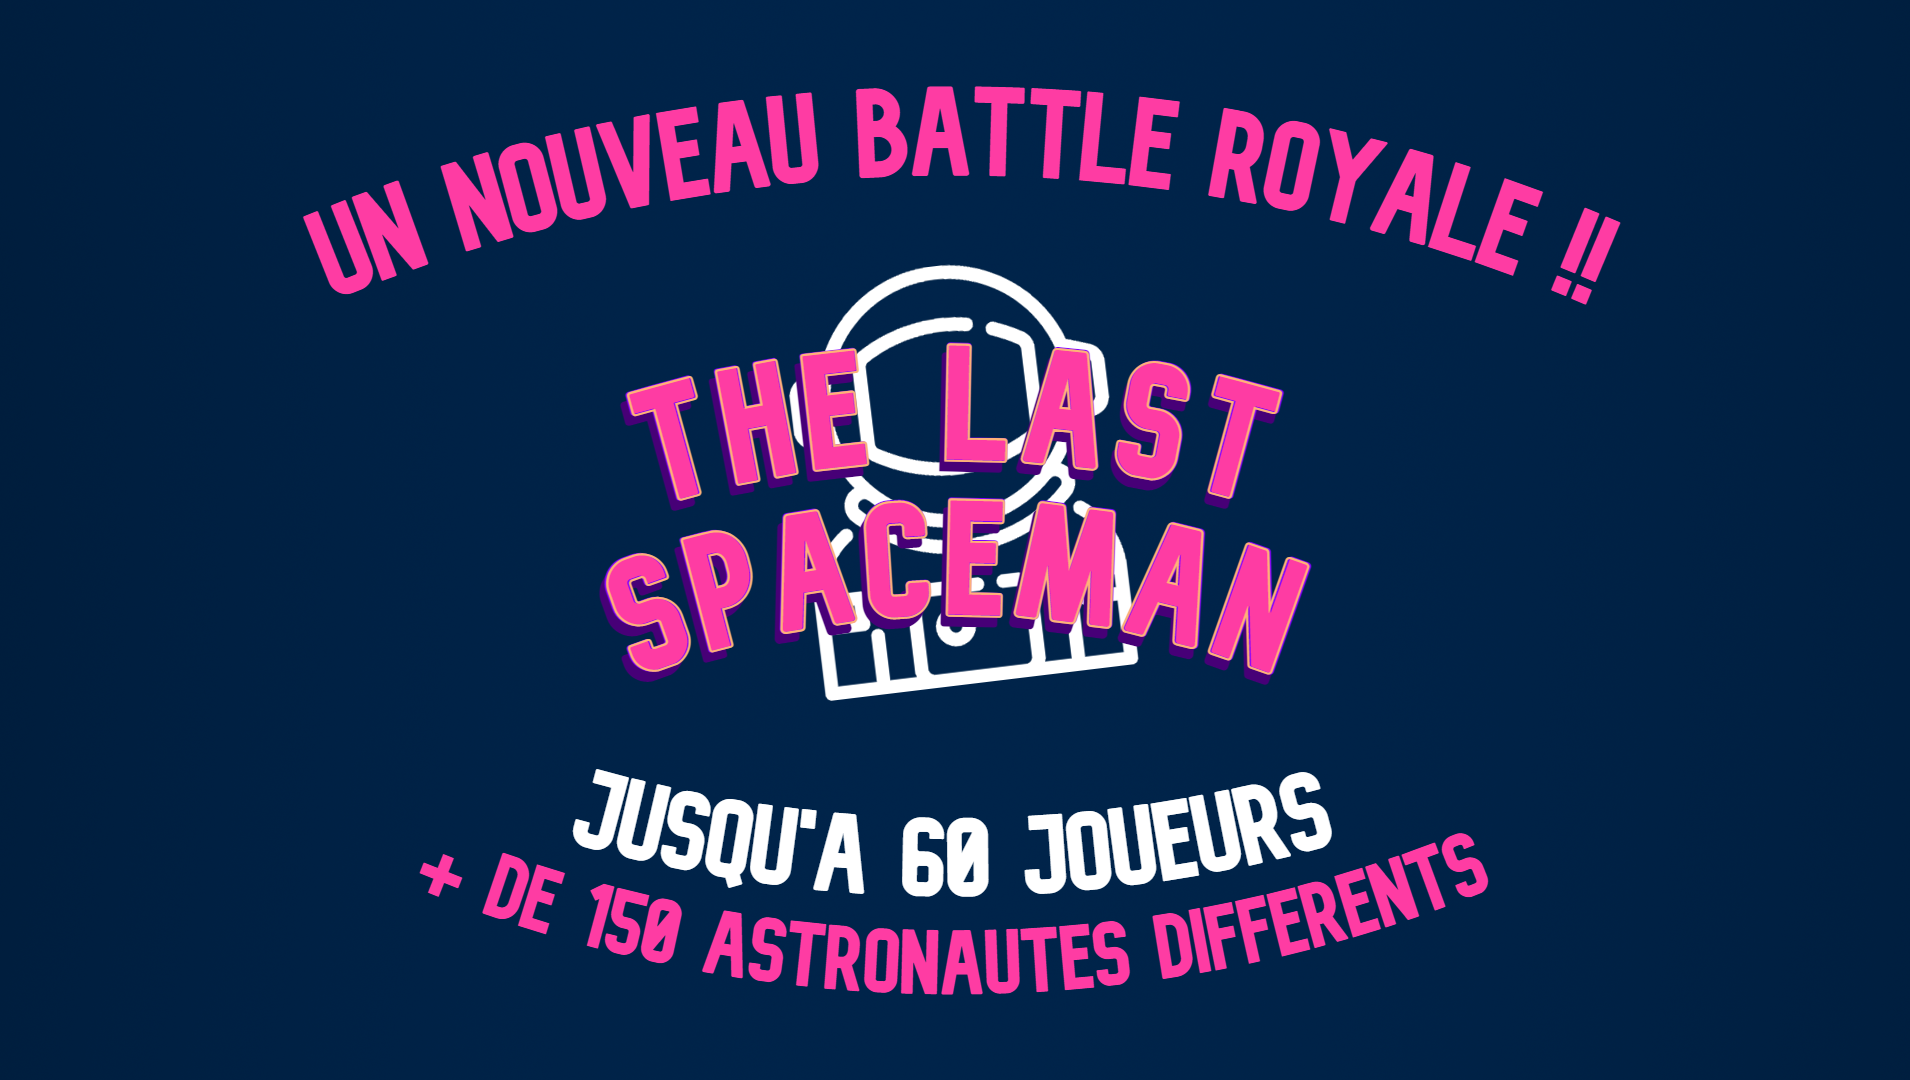 UN NOUVEAU BATTLE ROYALE !!
THE LAST
SPACEMAN
JUSQU'A 60 JOUEURS
+ DE 150 ASTRONAUTES DIFFERENTS